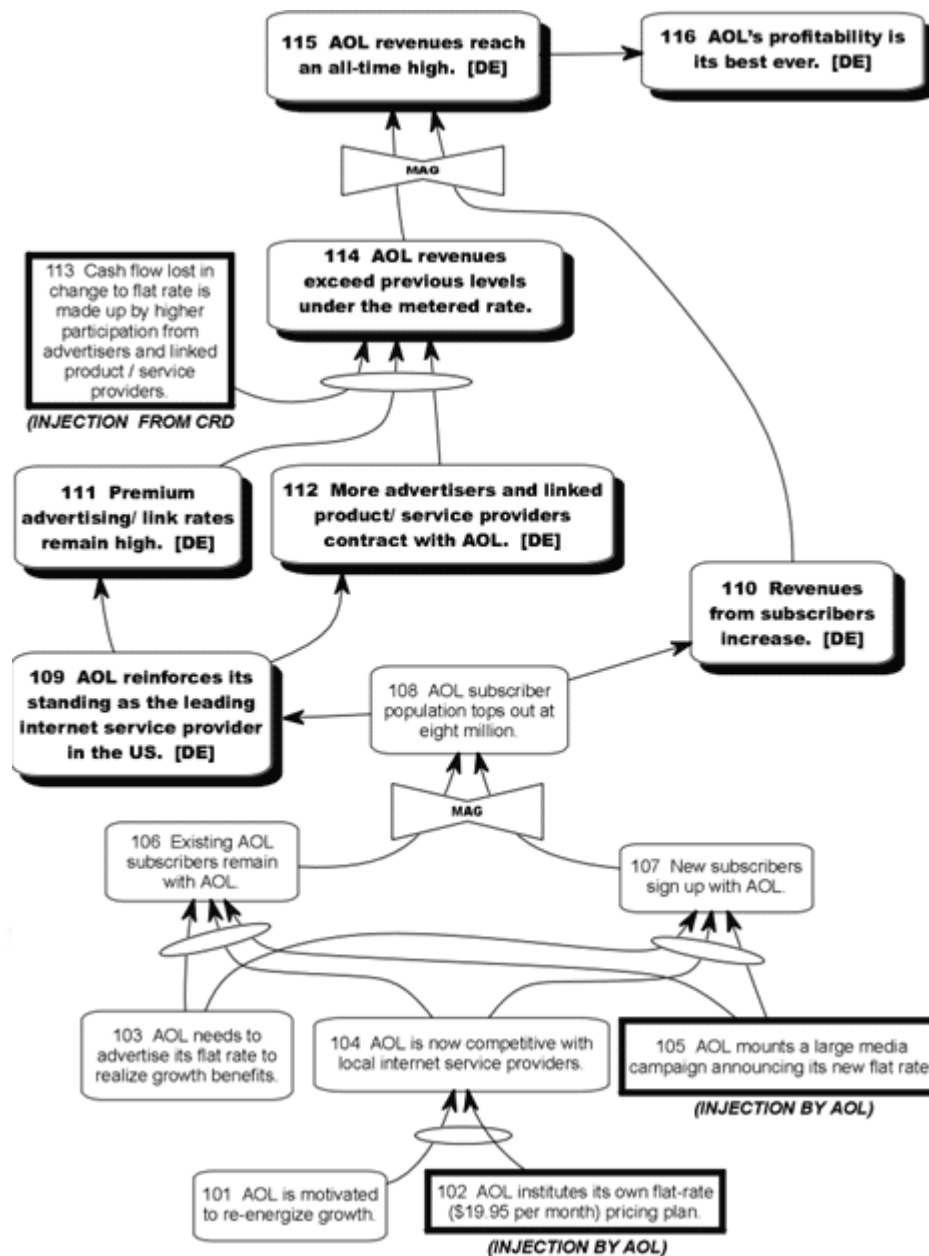 115 AOL revenues reach
an all-time high. [DE]
116 AOL's profitability is
its best ever. [DE]
MAG
114 AOL revenues
exceed previous levels
under the metered rate.
113 Cash flow lost in
change to flat rate is
made up by higher
participation from
advertisers and linked
product / service
providers.
(INJECTION FROM CRD
111 Premium
advertising/ link rates
remain high. [DE]
112 More advertisers and linked
product/ service providers
contract with AOL. [DE]
110 Revenues
from subscribers
increase. [DE]
109 AOL reinforces its
standing as the leading
internet service provider
in the US. [DE]
108 AOL subscriber
population tops out at
eight million.
MAG
106 Existing AOL
subscribers remain
with AOL.
107 New subscribers
sign up with AOL.
103 AOL needs to
advertise its flat rate to
realize growth benefits.
104 AOL is now competitive with
local internet service providers.
105 AOL mounts a large media
campaign announcing its new flat rate
(INJECTION BY AOL)
101 AOL is motivated
to re-energize growth.
102 AOL institutes its own flat-rate
($19.95 per month) pricing plan.
(INJECTION BY AOL)